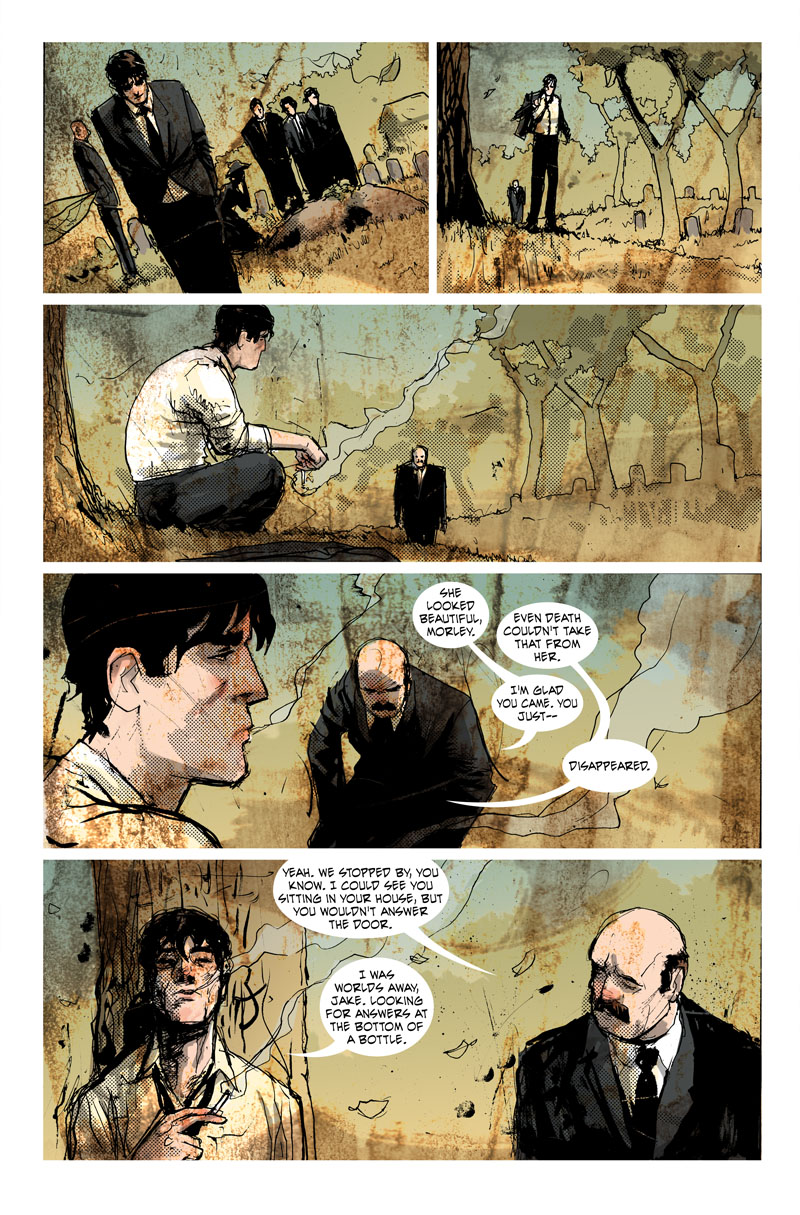 SHE
LOOKED
BEAUTIFUL,
MORLEY.
EVEN DEATH
COULDN'T TAKE
THAT FROM
HER.
I'M GLAD
YOU CAME. YOU
JUST--
DISAPPEARED.
YEAH. WE STOPPED BY, YOU
KNOW. I COULD SEE YOU
SITTING IN YOUR HOUSE, BUT
YOU WOULDN'T ANSWER
THE DOOR.
I WAS
WORLDS AWAY,
JAKE. LOOKING
FOR ANSWERS AT
THE BOTTOM OF
A BOTTLE.